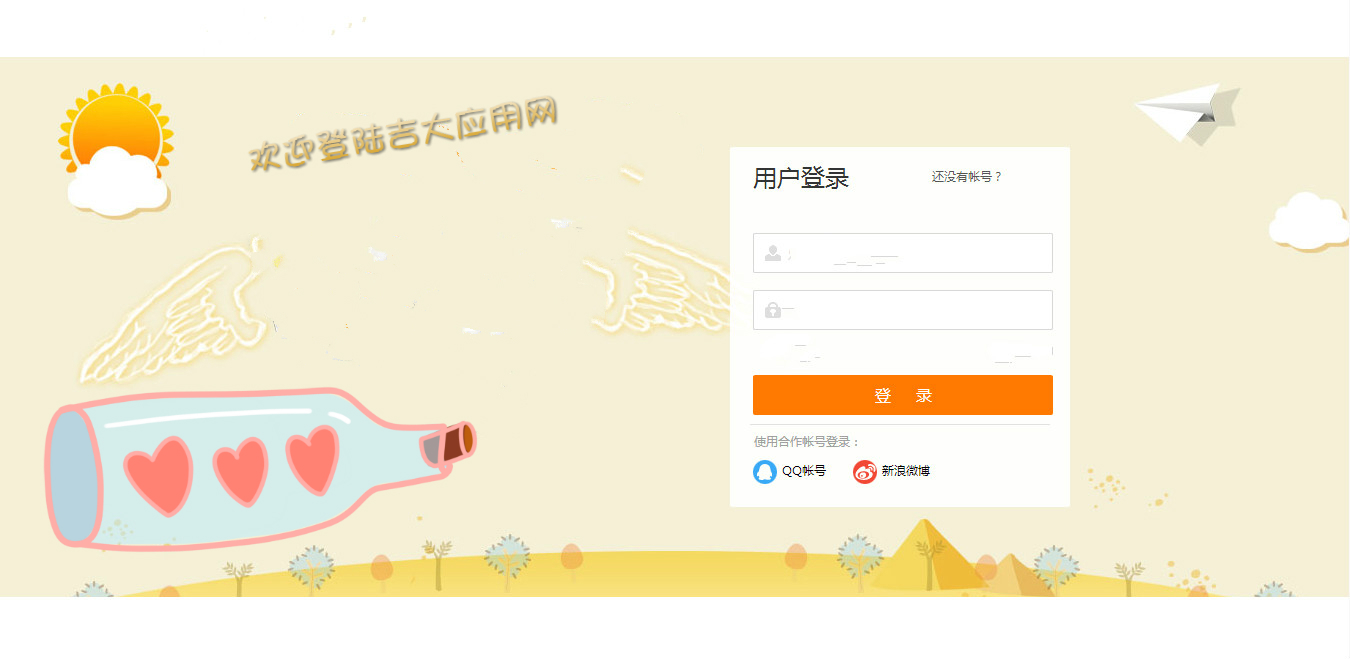 欢迎登陆吉大应用网
用户登录
还没有帐号？
登 录
使用合作帐号登录：
QQ帐号 新浪微博